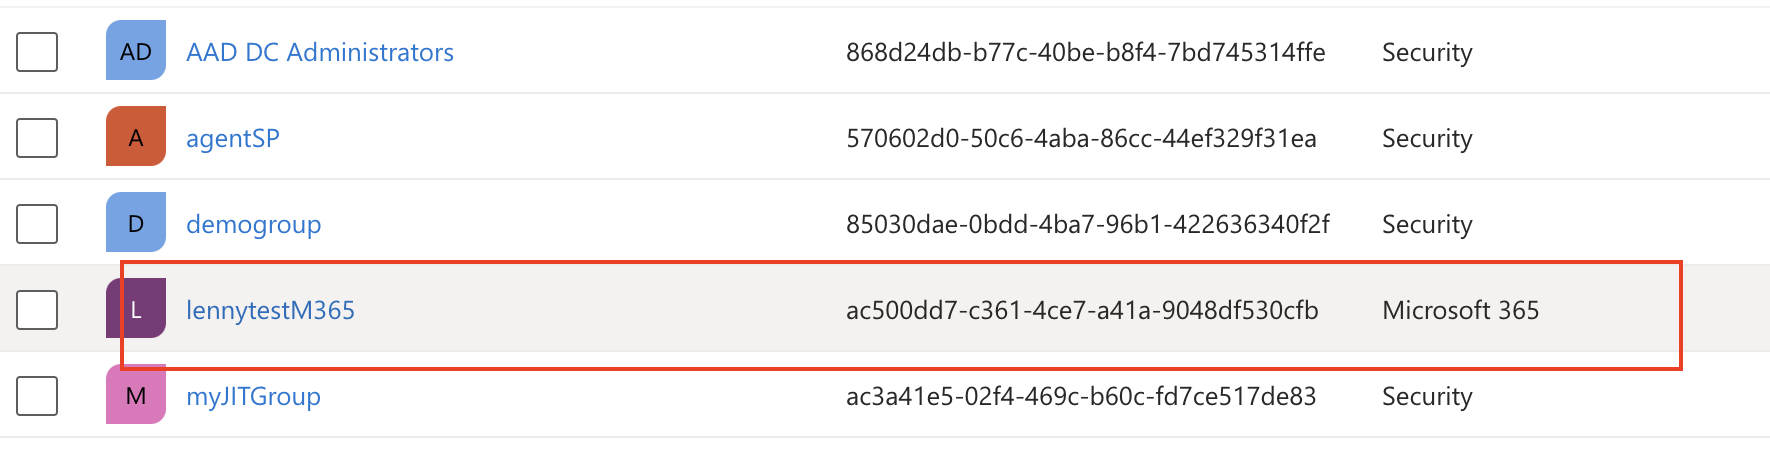 AD AAD DC Administrators 868d24db-b77c-40be-b8f4-7bd745314ffe Security
A agentSP 570602d0-50c6-4aba-86cc-44ef329f31ea Security
D demogroup 85030dae-0bdd-4ba7-96b1-422636340f2f Security
L lennytestM365 ac500dd7-c361-4ce7-a41a-9048df530cfb Microsoft 365
M myJITGroup ac3a41e5-02f4-469c-b60c-fd7ce517de83 Security